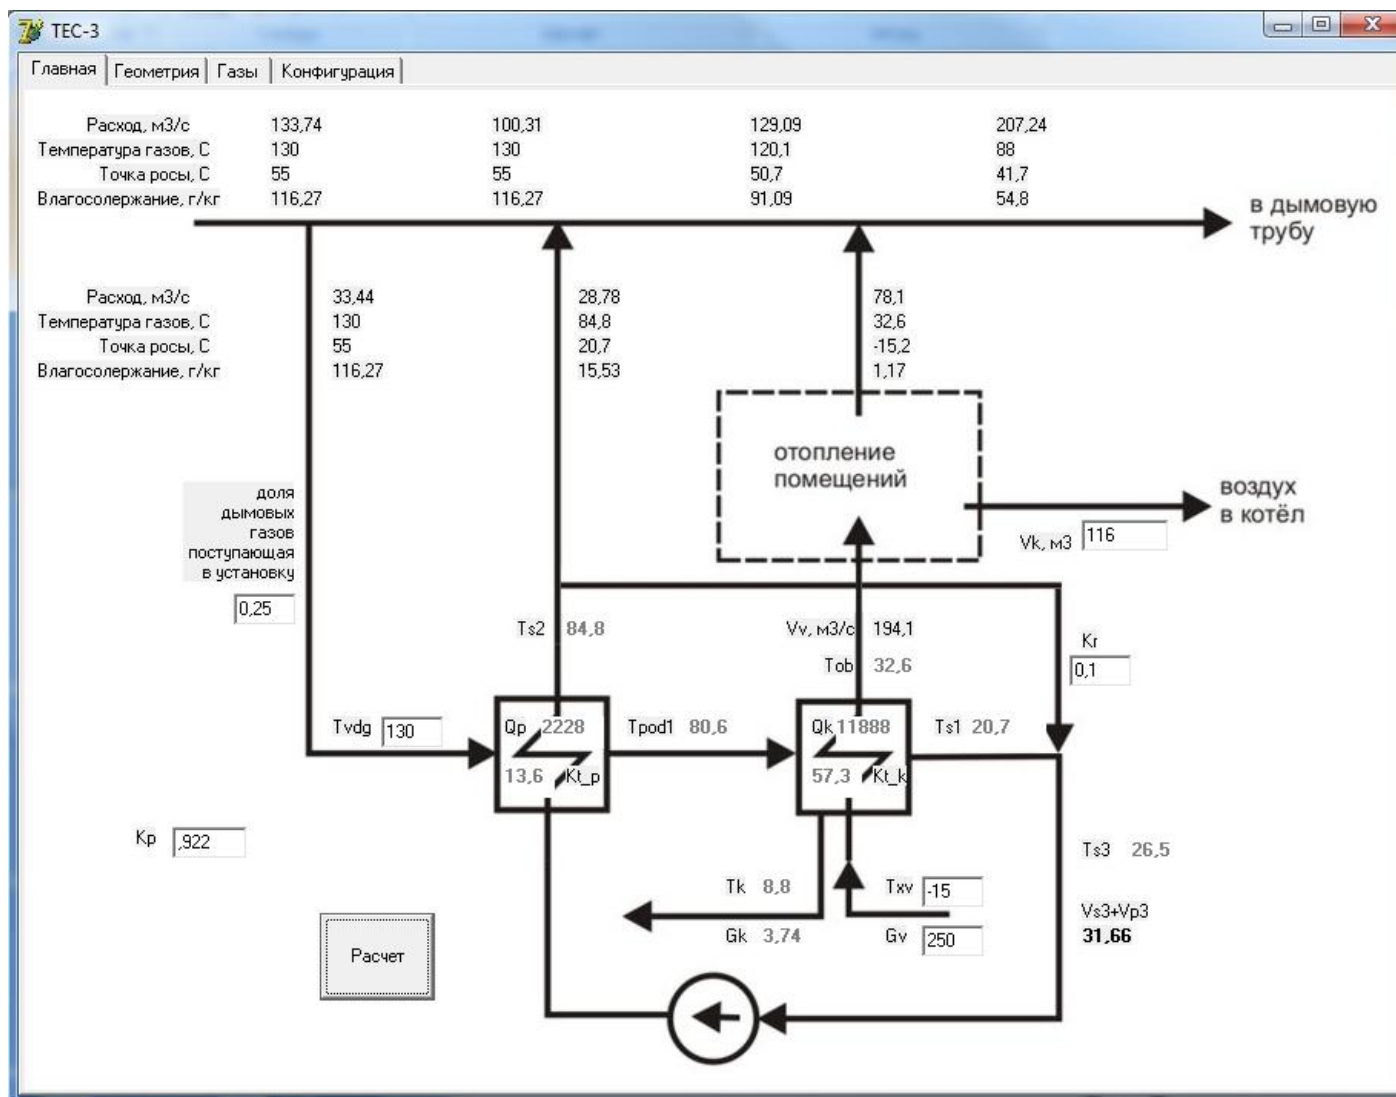 TEC-3
Главная Геометрия Газы Конфигурация
Расход, м3/с 133,74 100,31 129,09 207,24
Температура газов, С 130 130 120,1 88
Точка росы, С 55 55 50,7 41,7
Влагосолержание, г/кг 116,27 116,27 91,09 54,8
в дымовую
трубу
Расход, м3/с 33,44 28,78 78,1
Температура газов, С 130 84,8 32,6
Точка росы, С 55 20,7 -15,2
Влагосолержание, г/кг 116,27 15,53 1,17
отопление
помещений
воздух
в котёл
Vk, м3 116
доля
дымовых
газов
поступающая
в установку
0,25
Ts2 84,8 Vv, м3/с 194,1
Tob 32,6
Kr
0,1
Tvdg 130 Qp 2228 Tpod1 80,6 Qk 11888 Ts1 20,7
13,6 Kt_p 57,3 Kt_k
Kp ,922
Ts3 26,5
Tk 8,8 Txv -15
Gk 3,74 Gv 250
Vs3+Vp3
31,66
Расчет